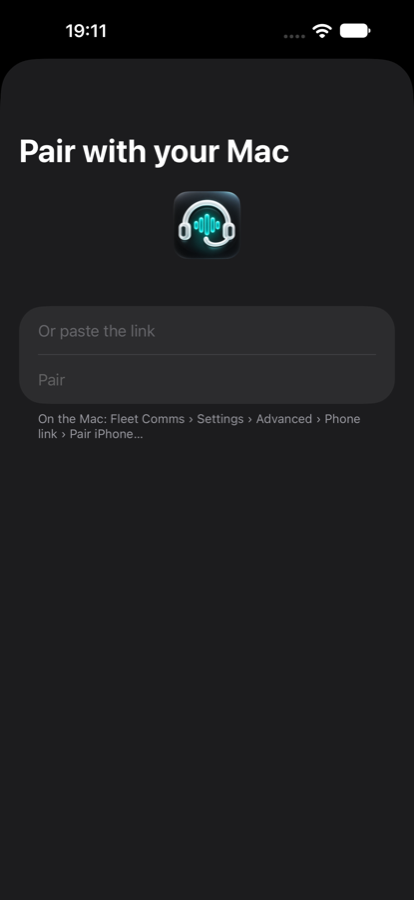 19:11
Pair with your Mac
Or paste the link
Pair
On the Mac: Fleet Comms › Settings › Advanced › Phone
link › Pair iPhone...